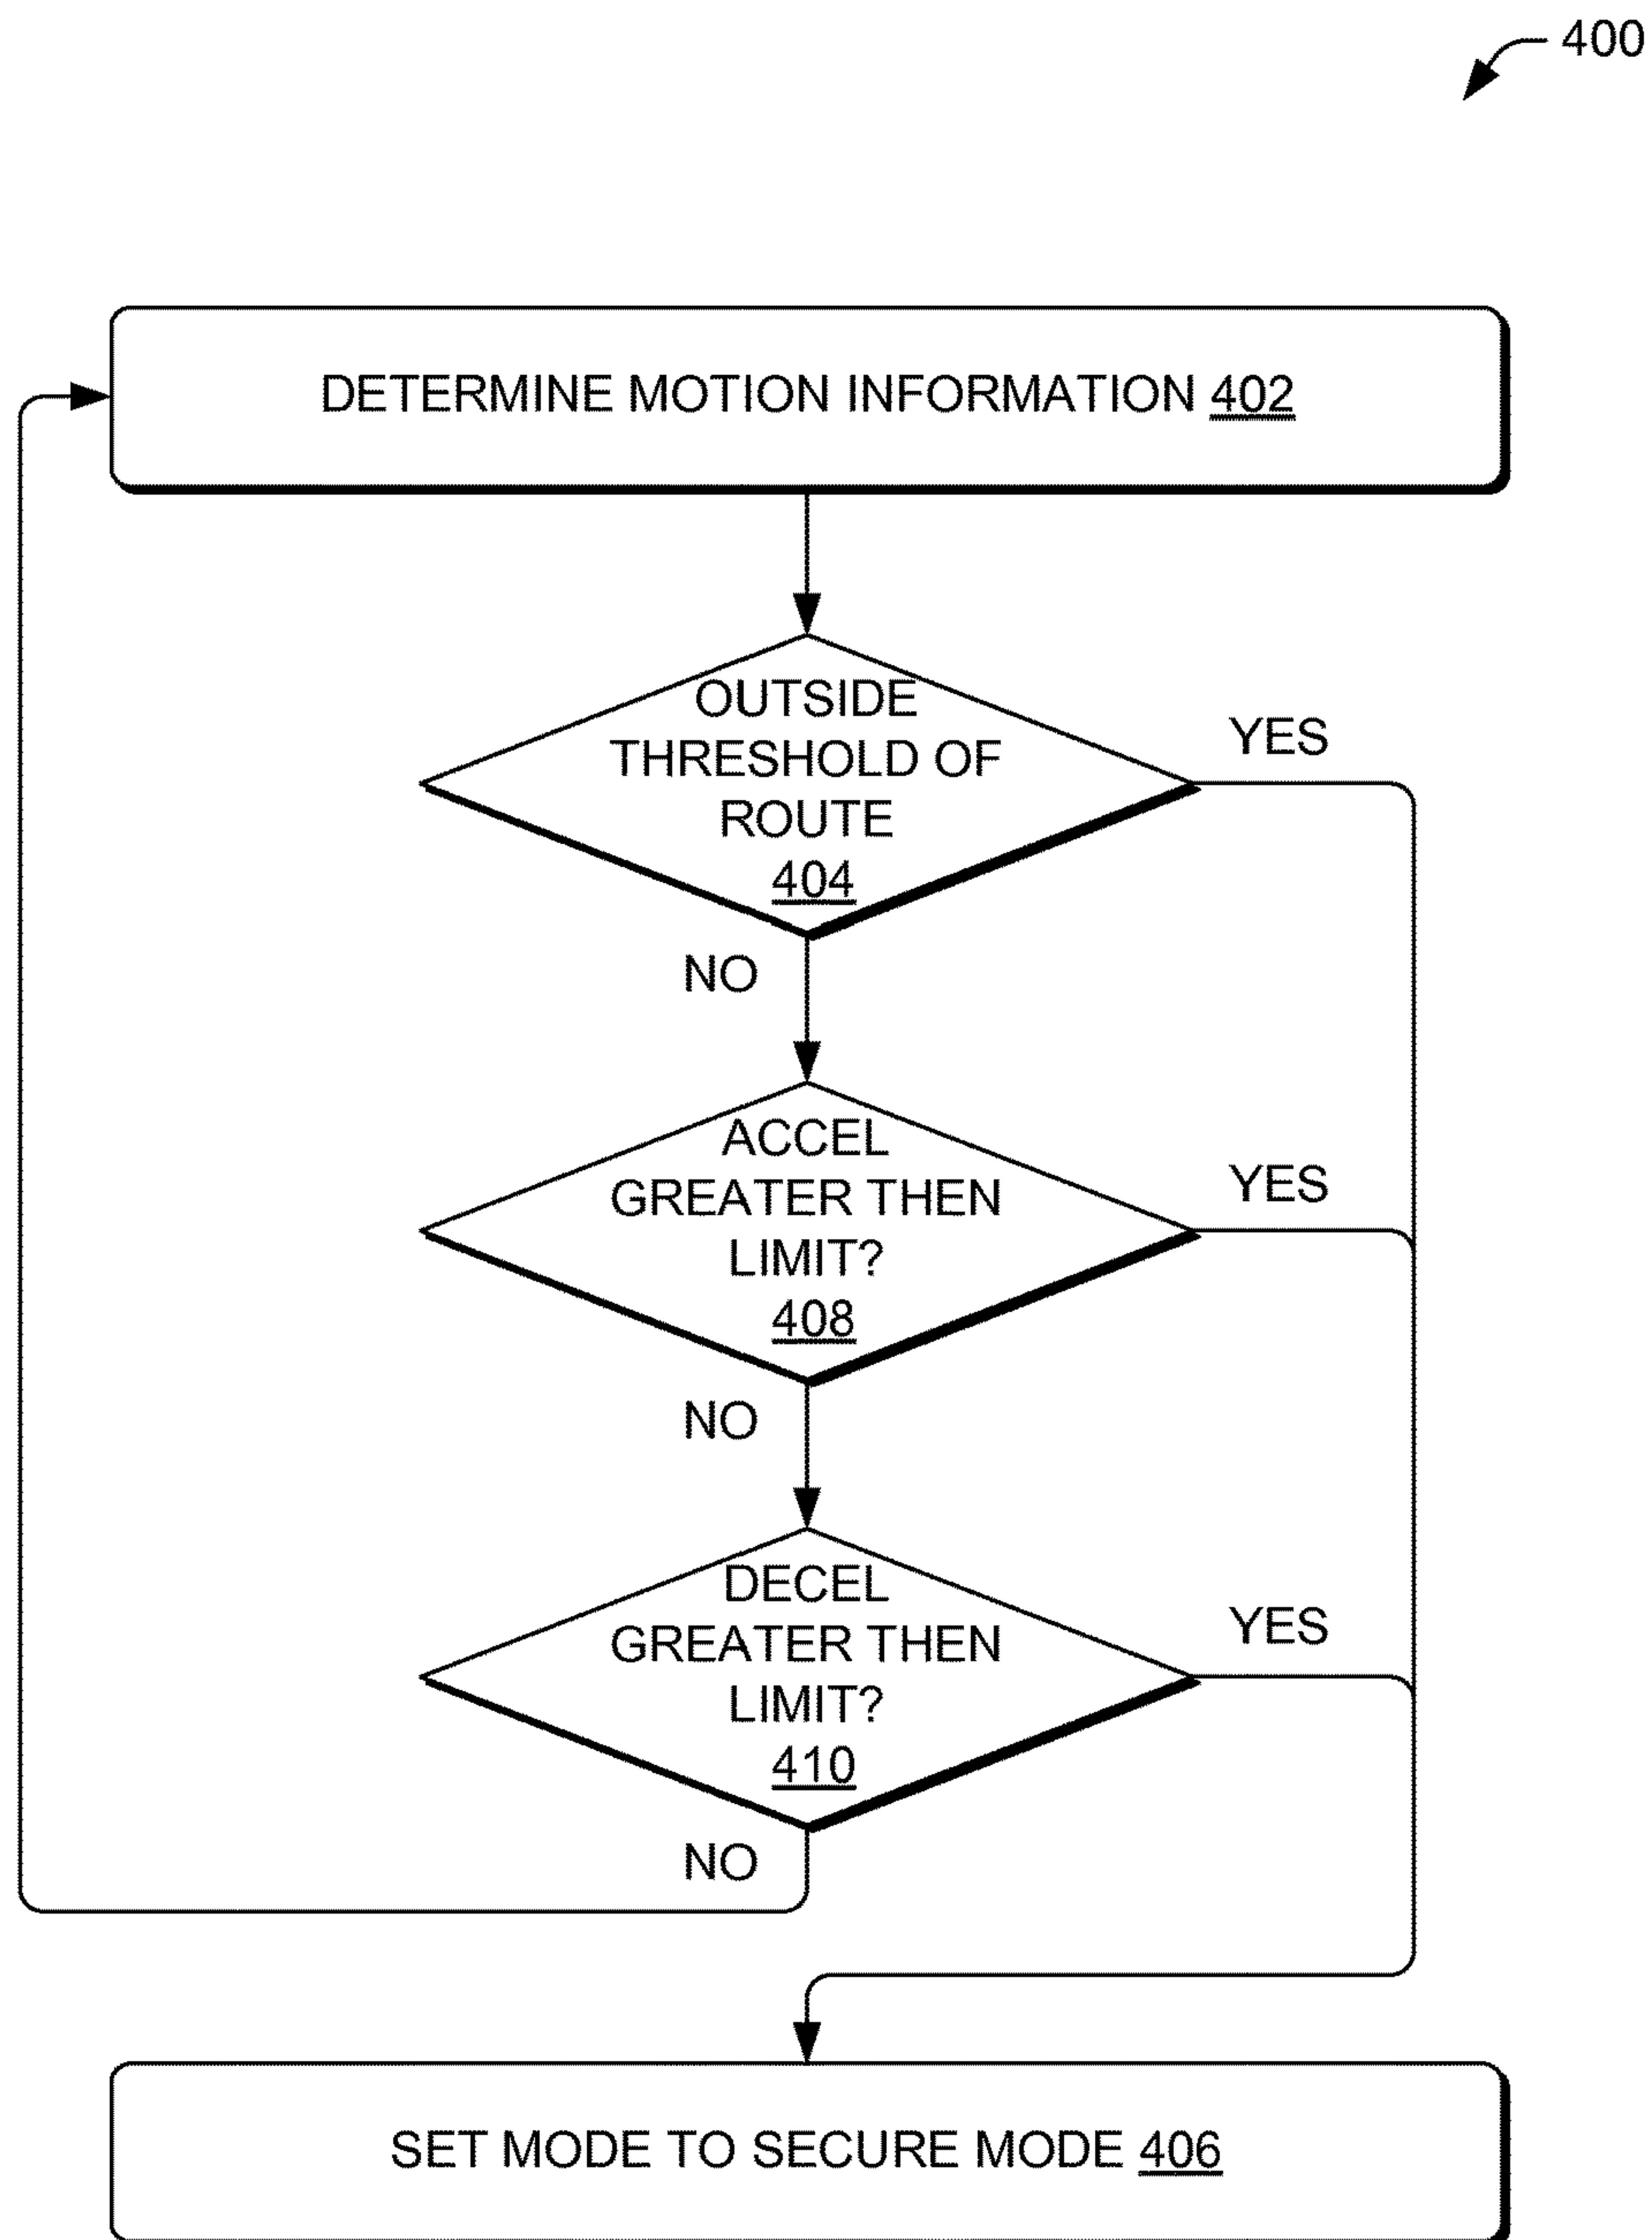 400
DETERMINE MOTION INFORMATION 402
OUTSIDE
THRESHOLD OF
ROUTE
404
YES
NO
ACCEL
GREATER THEN
LIMIT?
408
YES
NO
DECEL
GREATER THEN
LIMIT?
410
YES
NO
SET MODE TO SECURE MODE 406